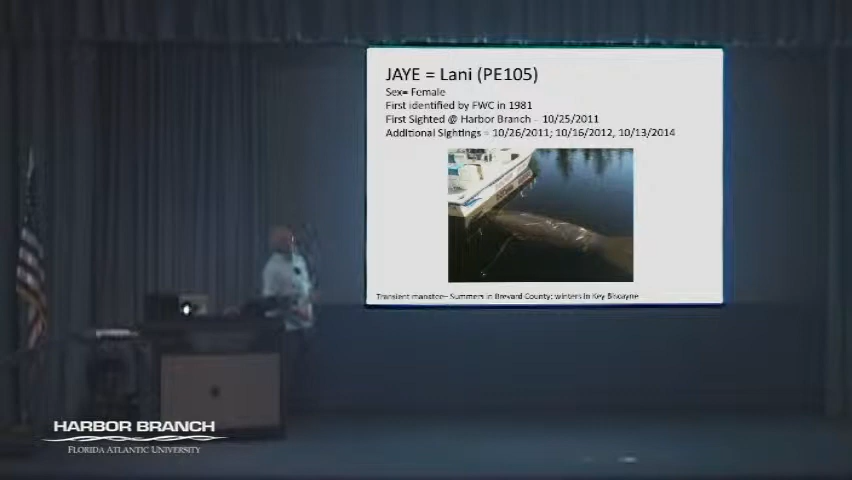 JAYE = Lani (PE105)
Sex= Female
First identified by FWC in 1981
First Sighted @ Harbor Branch – 10/25/2011
Additional Sightings = 10/26/2011; 10/16/2012, 10/13/2014
Transient manatee– Summers in Brevard County; winters in Key Biscayne
HARBOR BRANCH
FLORIDA ATLANTIC UNIVERSITY